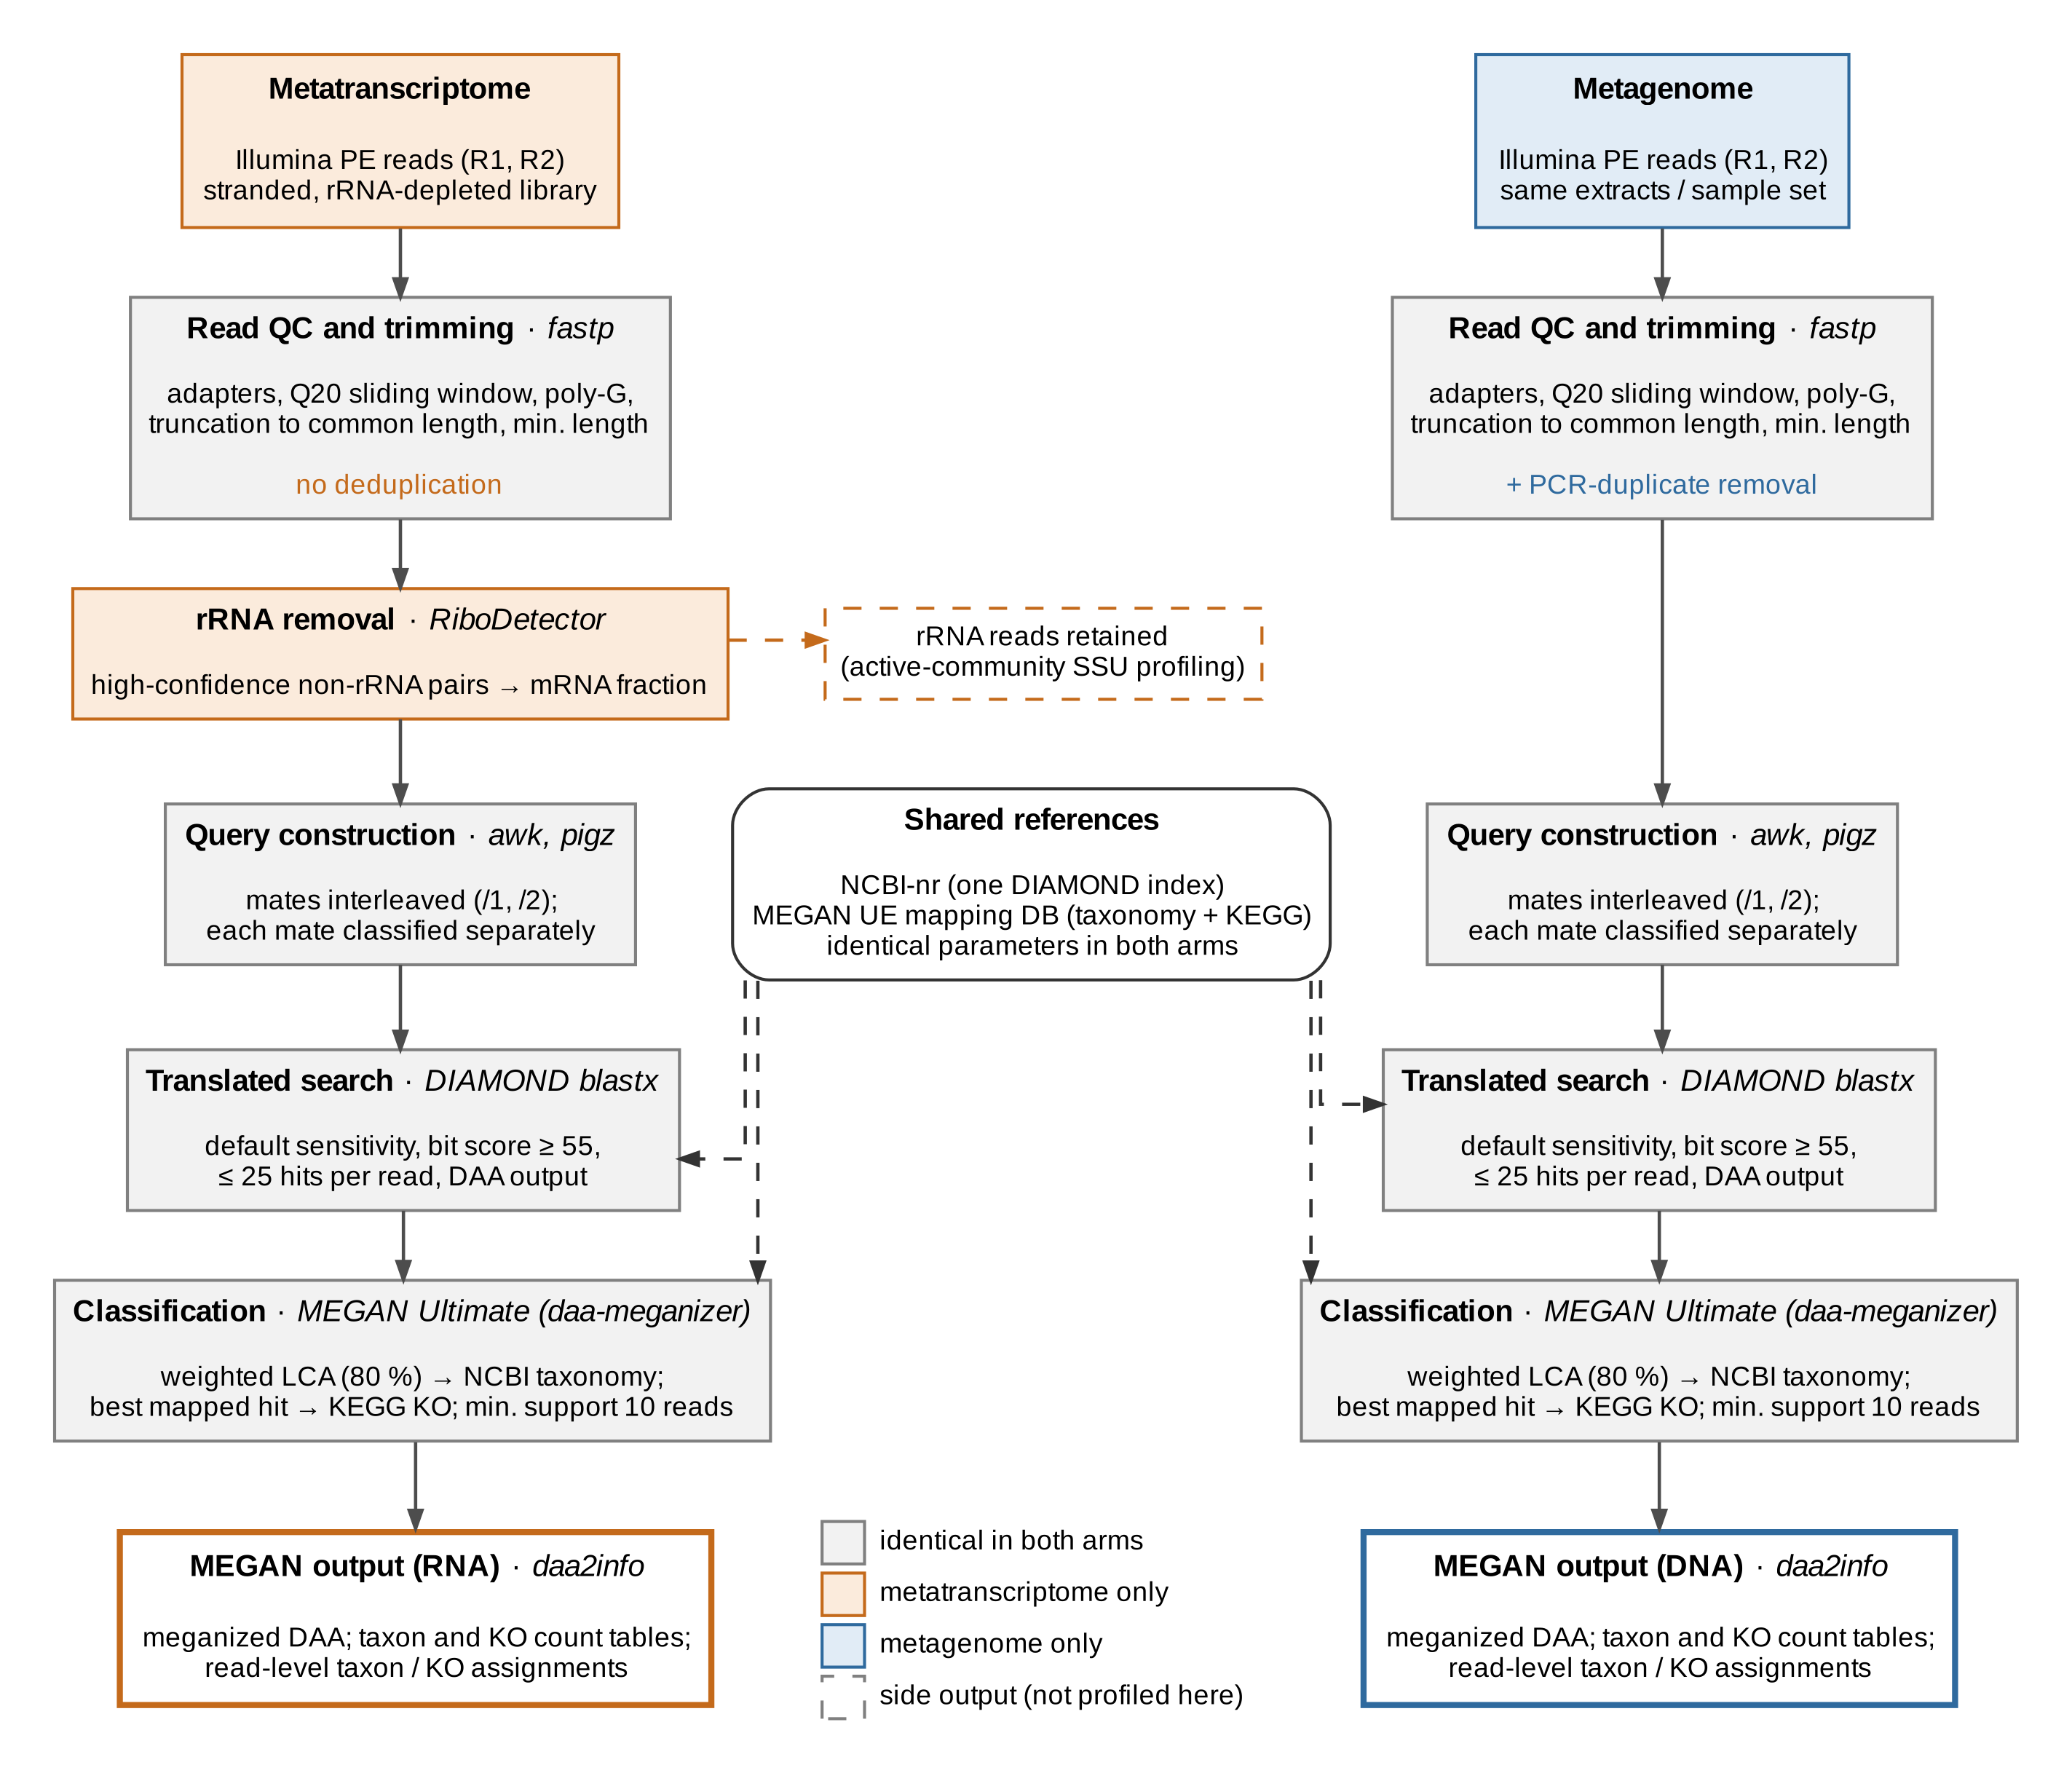 Metatranscriptome
Illumina PE reads (R1, R2)
stranded, rRNA-depleted library
Metagenome
Illumina PE reads (R1, R2)
same extracts / sample set
Read QC and trimming · fastp
adapters, Q20 sliding window, poly-G,
truncation to common length, min. length
no deduplication
Read QC and trimming · fastp
adapters, Q20 sliding window, poly-G,
truncation to common length, min. length
+ PCR-duplicate removal
rRNA removal · RiboDetector
high-confidence non-rRNA pairs → mRNA fraction
rRNA reads retained
(active-community SSU profiling)
Query construction · awk, pigz
mates interleaved (/1, /2);
each mate classified separately
Shared references
NCBI-nr (one DIAMOND index)
MEGAN UE mapping DB (taxonomy + KEGG)
identical parameters in both arms
Query construction · awk, pigz
mates interleaved (/1, /2);
each mate classified separately
Translated search · DIAMOND blastx
default sensitivity, bit score ≥ 55,
≤ 25 hits per read, DAA output
Translated search · DIAMOND blastx
default sensitivity, bit score ≥ 55,
≤ 25 hits per read, DAA output
Classification · MEGAN Ultimate (daa-meganizer)
weighted LCA (80 %) → NCBI taxonomy;
best mapped hit → KEGG KO; min. support 10 reads
Classification · MEGAN Ultimate (daa-meganizer)
weighted LCA (80 %) → NCBI taxonomy;
best mapped hit → KEGG KO; min. support 10 reads
MEGAN output (RNA) · daa2info
meganized DAA; taxon and KO count tables;
read-level taxon / KO assignments
identical in both arms
metatranscriptome only
metagenome only
side output (not profiled here)
MEGAN output (DNA) · daa2info
meganized DAA; taxon and KO count tables;
read-level taxon / KO assignments